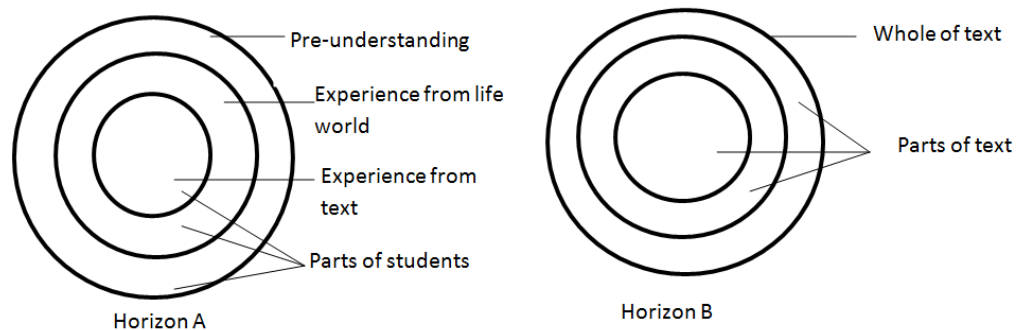 Pre-understanding
Experience from life
world
Experience from
text
Parts of students
Horizon A
Whole of text
Parts of text
Horizon B